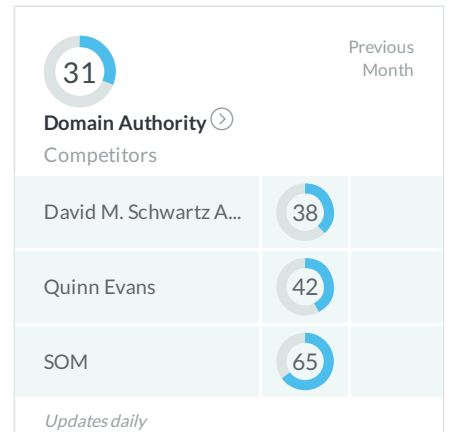 31
Previous
Month
Domain Authority
Competitors
David M. Schwartz A... 38
Quinn Evans 42
SOM 65
Updates daily